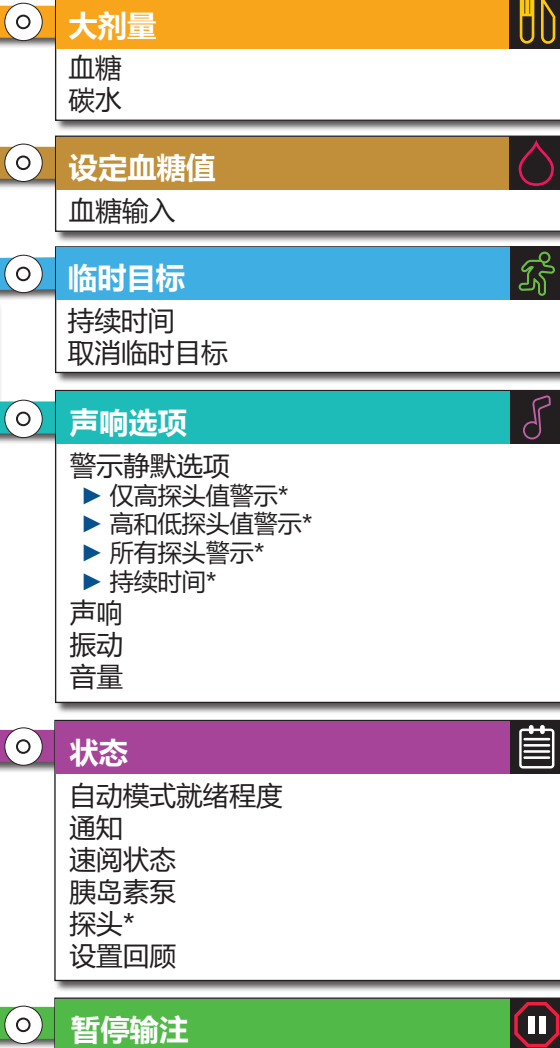 大剂量
血糖
碳水
设定血糖值
血糖输入
临时目标
持续时间
取消临时目标
声响选项
警示静默选项
► 仅高探头值警示*
► 高和低探头值警示*
► 所有探头警示*
► 持续时间*
声响
振动
音量
状态
自动模式就绪程度
通知
速阅状态
胰岛素泵
探头*
设置回顾
暂停输注